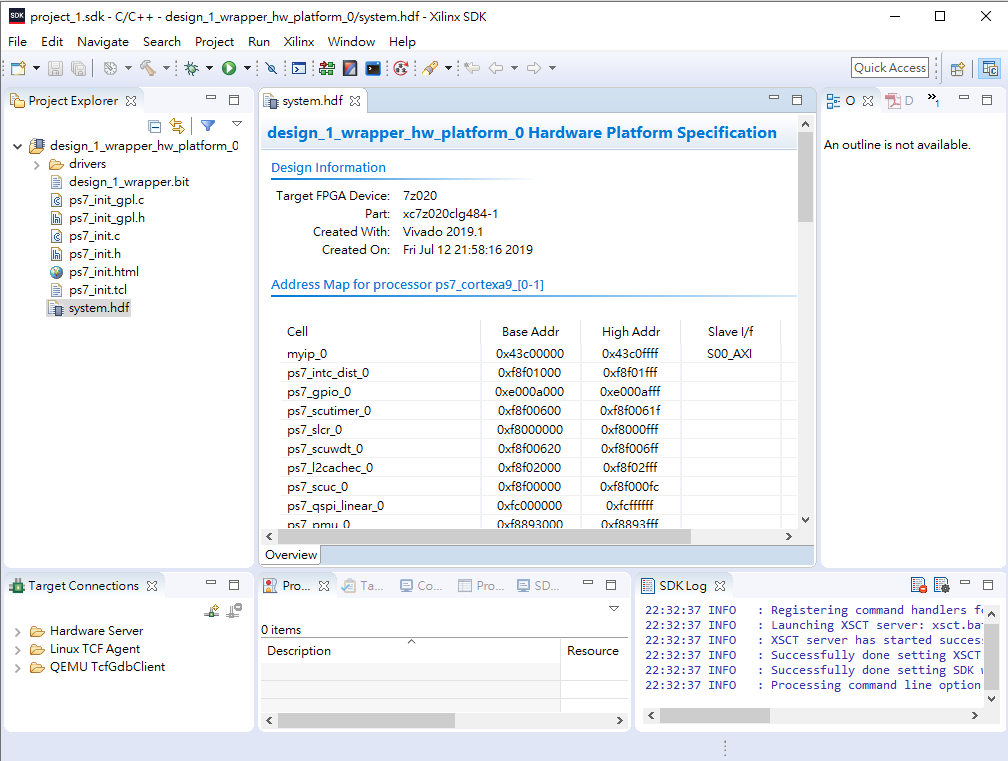 SDK project_1.sdk - C/C++ - design_1_wrapper_hw_platform_0/system.hdf - Xilinx SDK
File Edit Navigate Search Project Run Xilinx Window Help
Quick Access
Project Explorer
design_1_wrapper_hw_platform_0
drivers
design_1_wrapper.bit
ps7_init_gpl.c
ps7_init_gpl.h
ps7_init.c
ps7_init.h
ps7_init.html
ps7_init.tcl
system.hdf
system.hdf
design_1_wrapper_hw_platform_0 Hardware Platform Specification
Design Information
Target FPGA Device: 7z020
Part: xc7z020clg484-1
Created With: Vivado 2019.1
Created On: Fri Jul 12 21:58:16 2019
Address Map for processor ps7_cortexa9_[0-1]
Cell Base Addr High Addr Slave I/f
myip_0 0x43c00000 0x43c0ffff S00_AXI
ps7_intc_dist_0 0xf8f01000 0xf8f01fff
ps7_gpio_0 0xe000a000 0xe000afff
ps7_scutimer_0 0xf8f00600 0xf8f0061f
ps7_slcr_0 0xf8000000 0xf8000fff
ps7_scuwdt_0 0xf8f00620 0xf8f006ff
ps7_l2cachec_0 0xf8f02000 0xf8f02fff
ps7_scuc_0 0xf8f00000 0xf8f000fc
ps7_qspi_linear_0 0xfc000000 0xfcffffff
ps7_pmu_0 0xf8893000 0xf8893fff
Overview
O D 1
An outline is not available.
Target Connections
Hardware Server
Linux TCF Agent
QEMU TcfGdbClient
Pro... Ta... Co... Pro... SD...
0 items
Description Resource
SDK Log
22:32:37 INFO : Registering command handlers fo
22:32:37 INFO : Launching XSCT server: xsct.ba
22:32:37 INFO : XSCT server has started success
22:32:37 INFO : Successfully done setting XSCT
22:32:37 INFO : Successfully done setting SDK w
22:32:37 INFO : Processing command line option